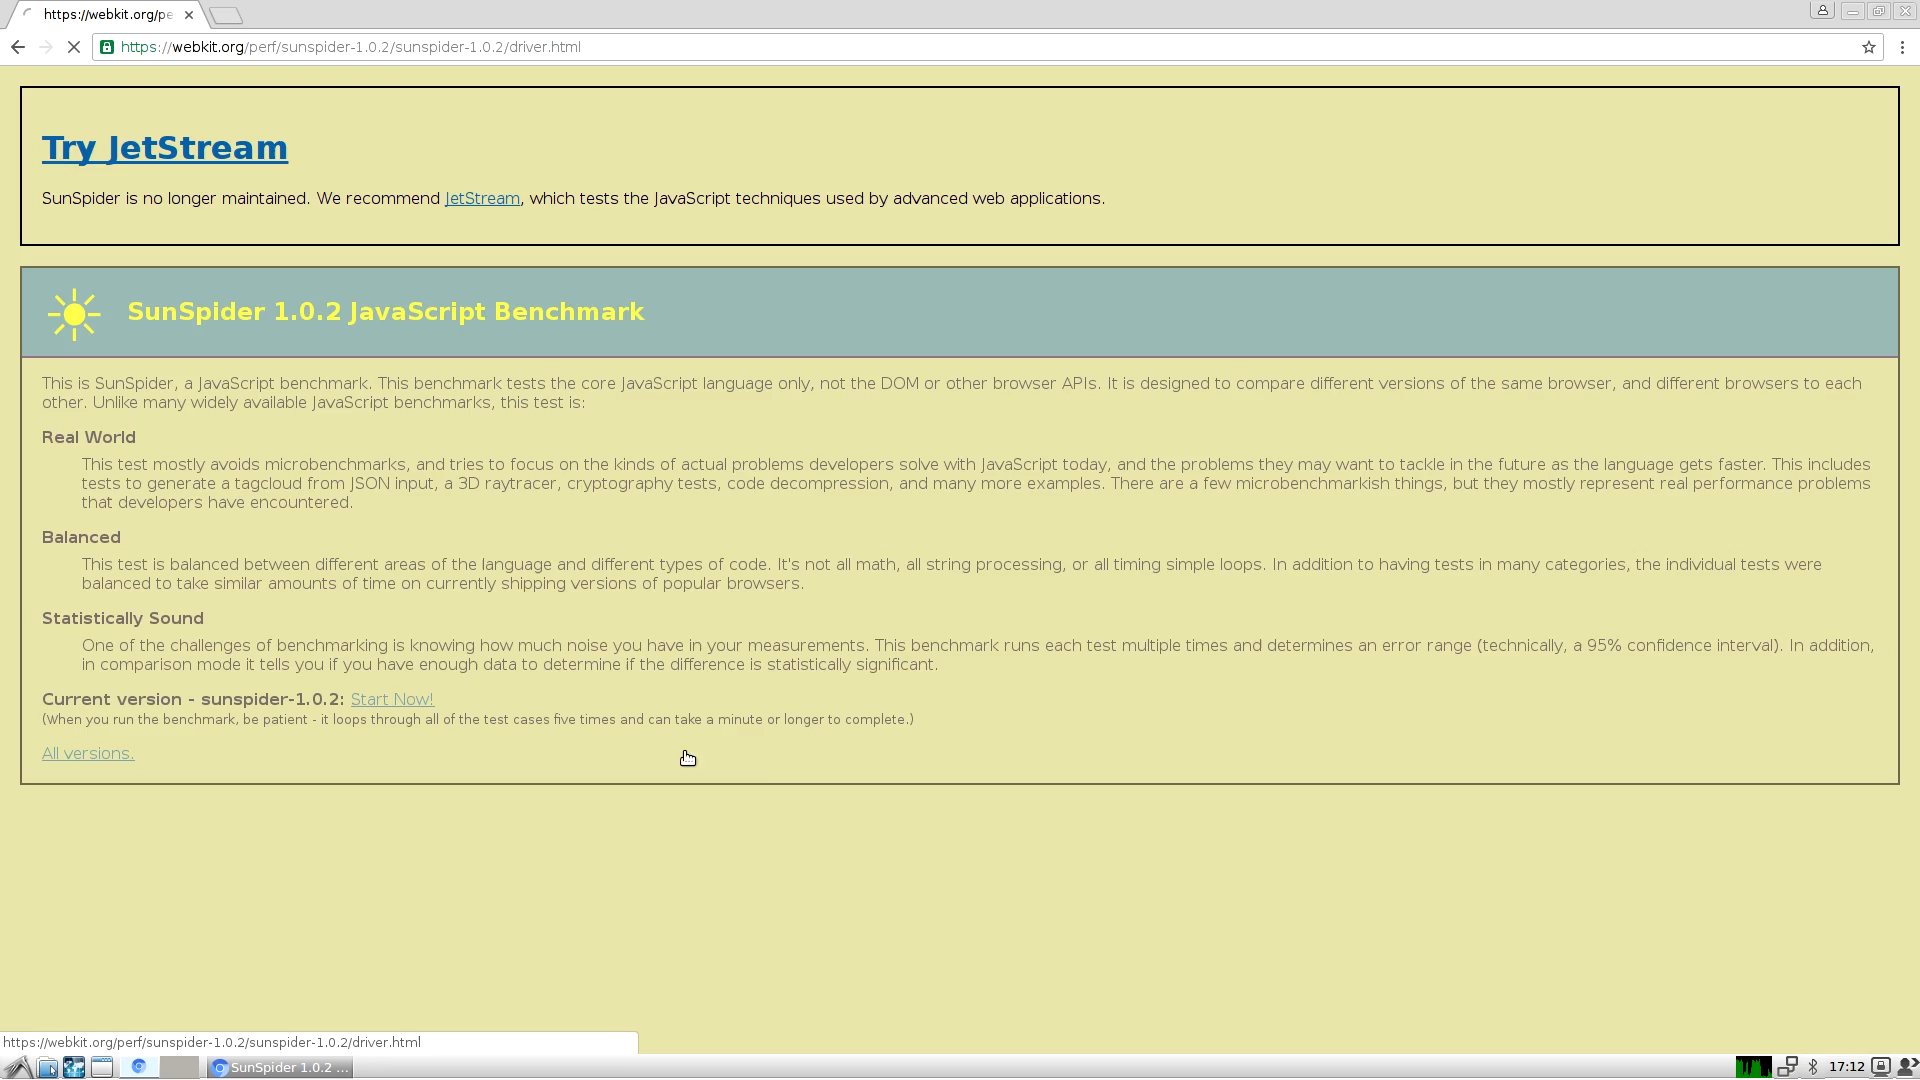 https://webkit.org/pe
https://webkit.org/perf/sunspider-1.0.2/sunspider-1.0.2/driver.html
Try JetStream
SunSpider is no longer maintained. We recommend JetStream, which tests the JavaScript techniques used by advanced web applications.
SunSpider 1.0.2 JavaScript Benchmark
This is SunSpider, a JavaScript benchmark. This benchmark tests the core JavaScript language only, not the DOM or other browser APIs. It is designed to compare different versions of the same browser, and different browsers to each
other. Unlike many widely available JavaScript benchmarks, this test is:
Real World
This test mostly avoids microbenchmarks, and tries to focus on the kinds of actual problems developers solve with JavaScript today, and the problems they may want to tackle in the future as the language gets faster. This includes
tests to generate a tagcloud from JSON input, a 3D raytracer, cryptography tests, code decompression, and many more examples. There are a few microbenchmarkish things, but they mostly represent real performance problems
that developers have encountered.
Balanced
This test is balanced between different areas of the language and different types of code. It's not all math, all string processing, or all timing simple loops. In addition to having tests in many categories, the individual tests were
balanced to take similar amounts of time on currently shipping versions of popular browsers.
Statistically Sound
One of the challenges of benchmarking is knowing how much noise you have in your measurements. This benchmark runs each test multiple times and determines an error range (technically, a 95% confidence interval). In addition,
in comparison mode it tells you if you have enough data to determine if the difference is statistically significant.
Current version - sunspider-1.0.2: Start Now!
(When you run the benchmark, be patient - it loops through all of the test cases five times and can take a minute or longer to complete.)
All versions.
https://webkit.org/perf/sunspider-1.0.2/sunspider-1.0.2/driver.html
SunSpider 1.0.2 ...
17:12